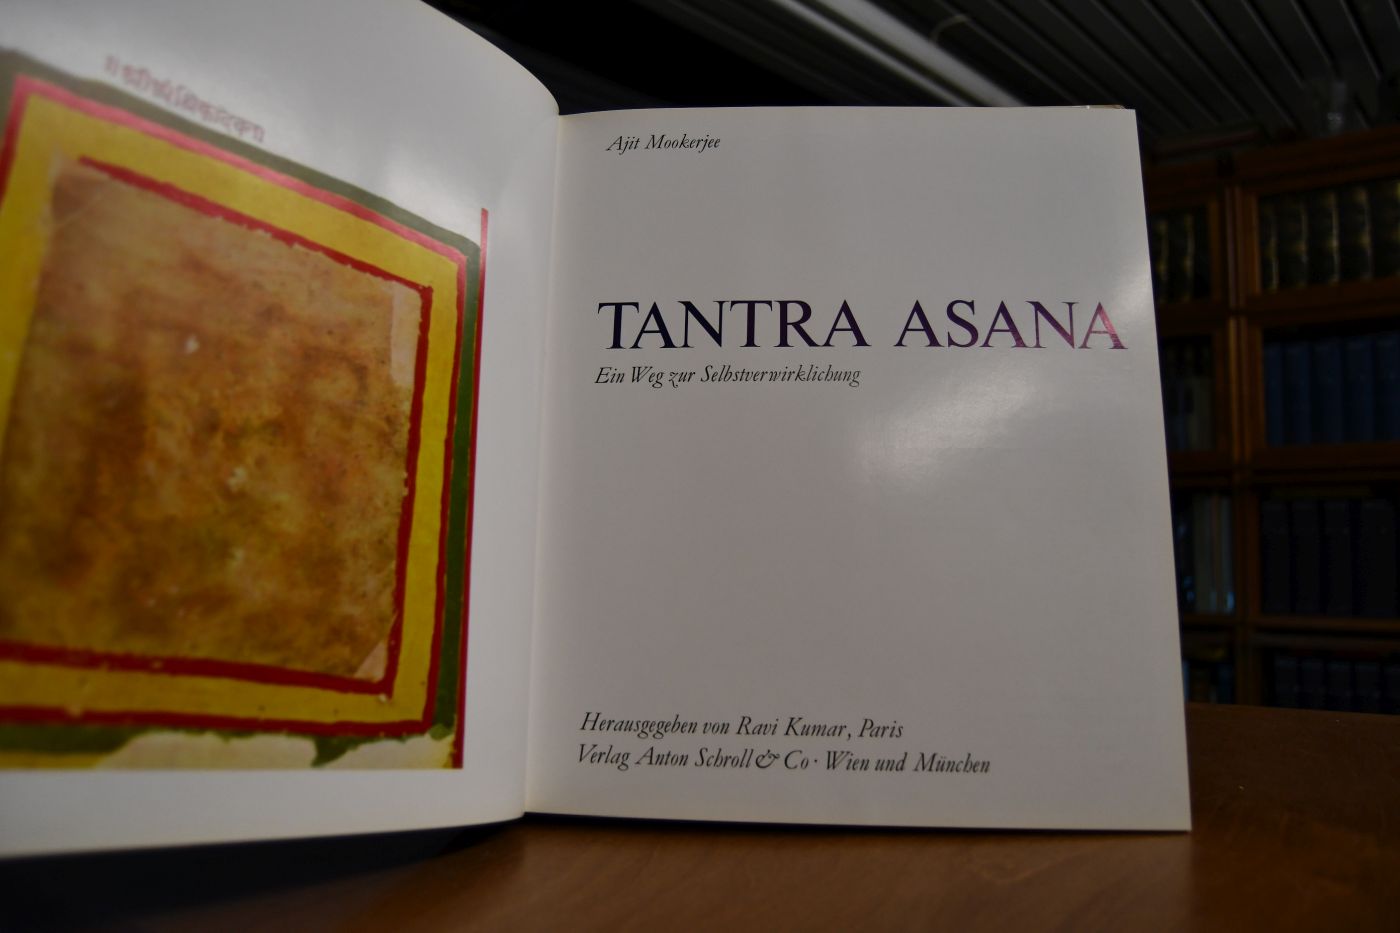 Ajit Mookerjee
TANTRA ASANA
Ein Weg zur Selbstverwirklichung
Herausgegeben von Ravi Kumar, Paris
Verlag Anton Schroll & Co · Wien und München